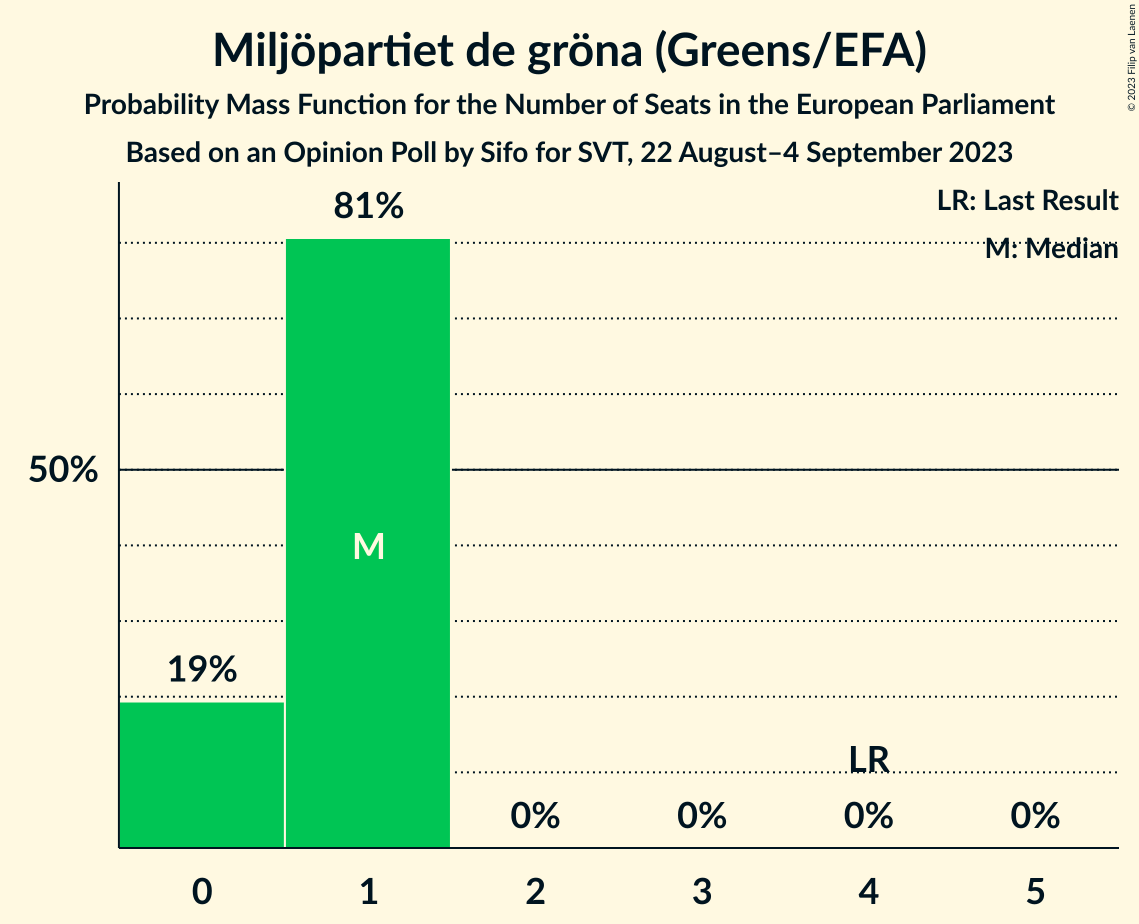 Miljöpartiet de gröna (Greens/EFA)
Probability Mass Function for the Number of Seats in the European Parliament
Based on an Opinion Poll by Sifo for SVT, 22 August–4 September 2023
© 2023 Filip van Laenen
LR: Last Result
M: Median
81%
50%
M
19%
LR
0% 0% 0% 0%
0 1 2 3 4 5